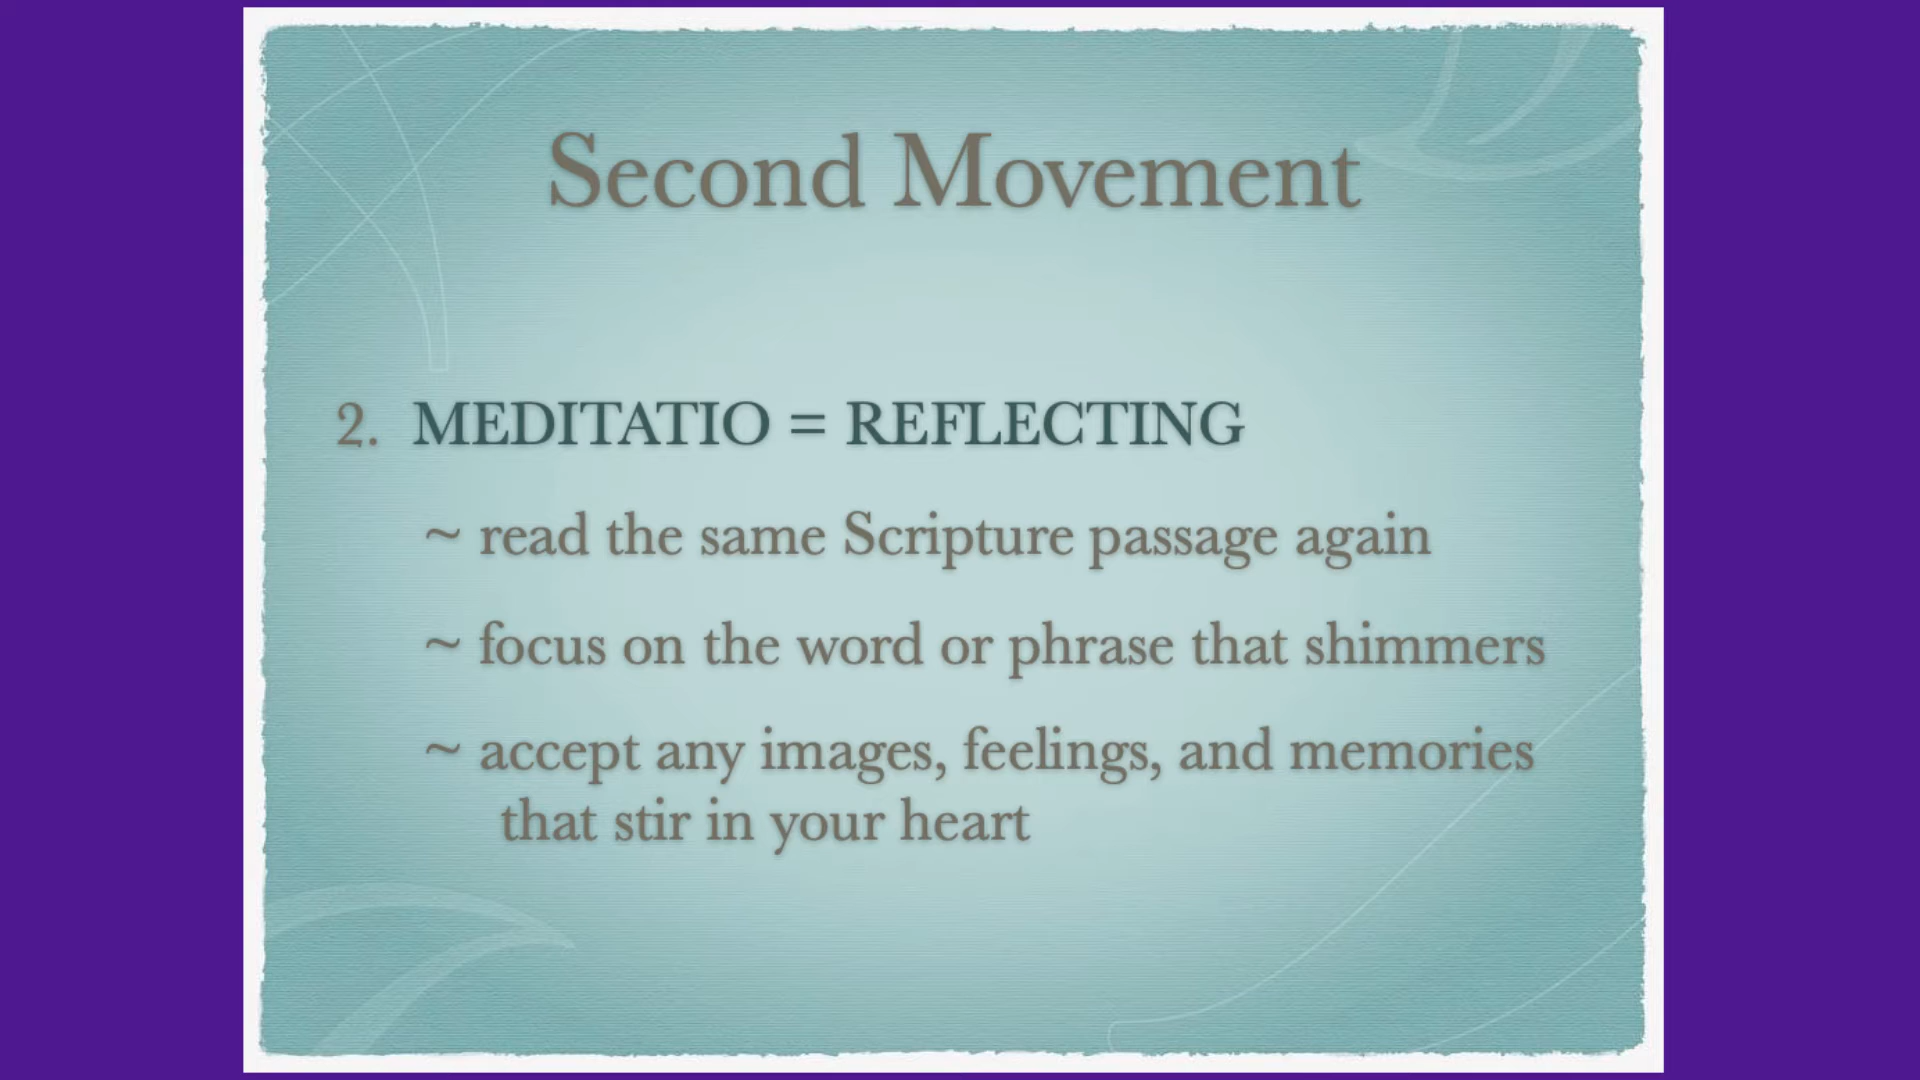 Second Movement
2. MEDITATIO = REFLECTING
~ read the same Scripture passage again
~ focus on the word or phrase that shimmers
~ accept any images, feelings, and memories
that stir in your heart